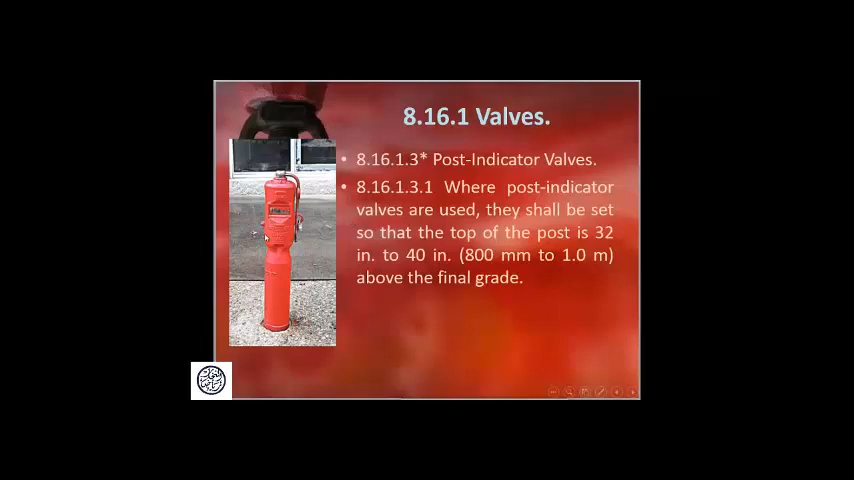 8.16.1 Valves.
• 8.16.1.3* Post-Indicator Valves.
• 8.16.1.3.1 Where post-indicator
valves are used, they shall be set
so that the top of the post is 32
in. to 40 in. (800 mm to 1.0 m)
above the final grade.